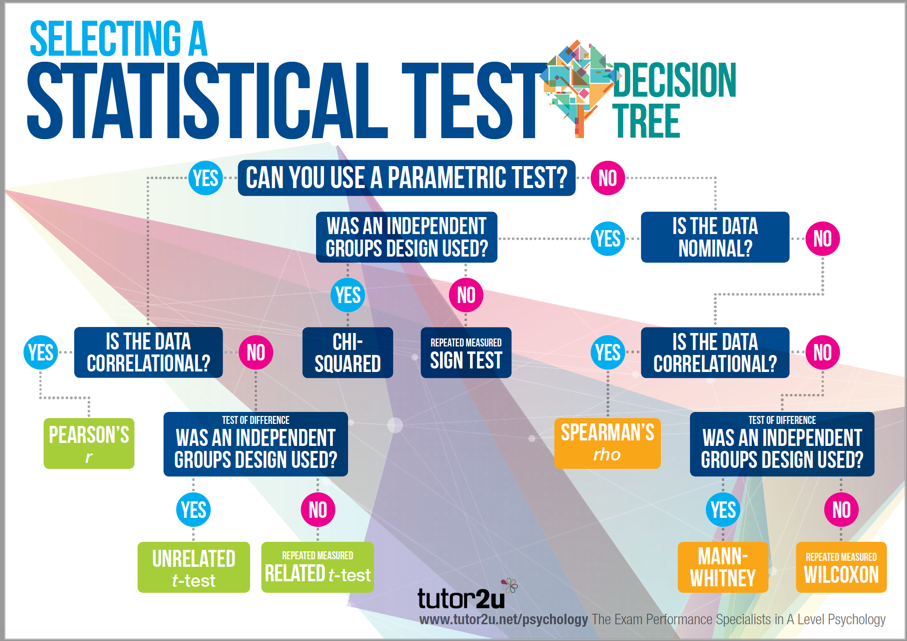 SELECTING A
STATISTICAL TEST
DECISION
TREE
YES
CAN YOU USE A PARAMETRIC TEST?
NO
WAS AN INDEPENDENT
GROUPS DESIGN USED?
YES
IS THE DATA
NOMINAL?
NO
YES
NO
YES
IS THE DATA
CORRELATIONAL?
NO
CHI-
SQUARED
REPEATED MEASURED
SIGN TEST
YES
IS THE DATA
CORRELATIONAL?
NO
PEARSON'S
r
TEST OF DIFFERENCE
WAS AN INDEPENDENT
GROUPS DESIGN USED?
SPEARMAN'S
rho
TEST OF DIFFERENCE
WAS AN INDEPENDENT
GROUPS DESIGN USED?
YES
NO
YES
NO
UNRELATED
t-test
REPEATED MEASURED
RELATED t-test
MANN-
WHITNEY
REPEATED MEASURED
WILCOXON
tutor2u
www.tutor2u.net/psychology The Exam Performance Specialists in A Level Psychology